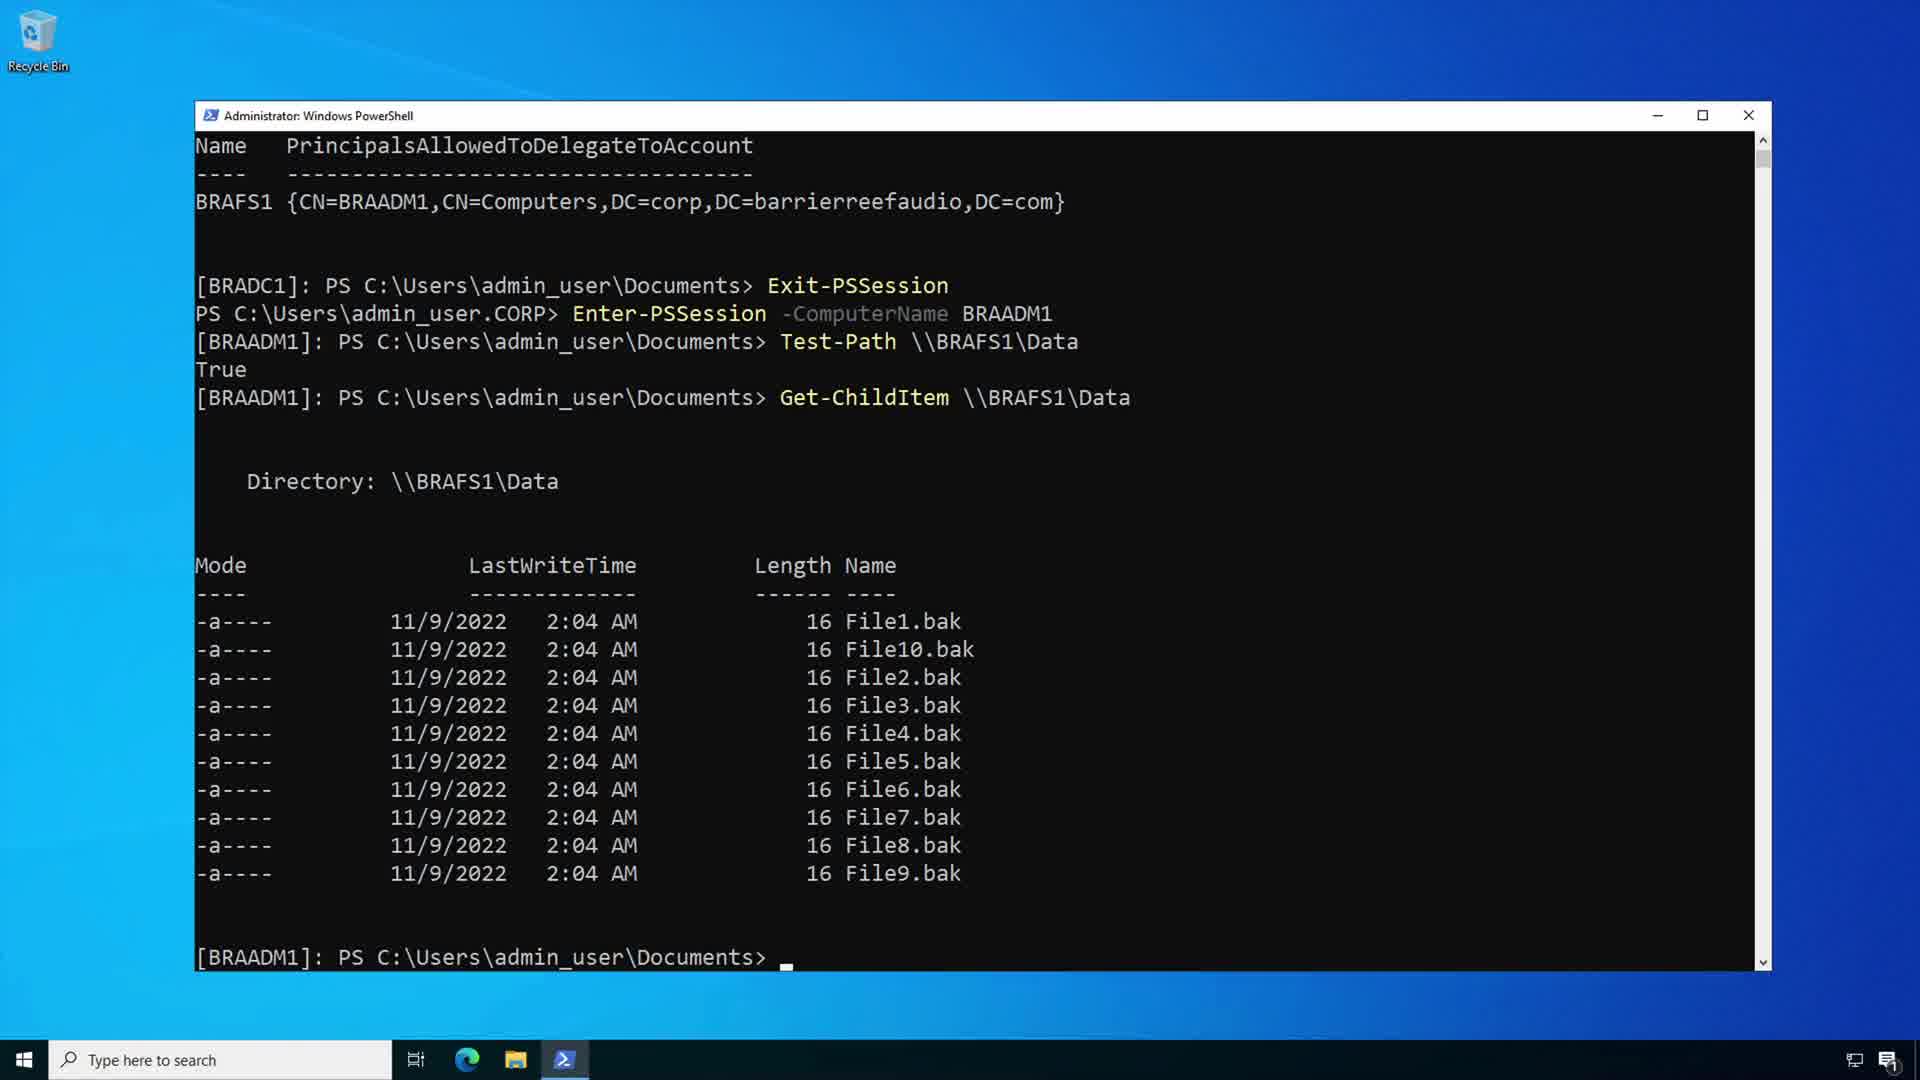 Recycle Bin
Administrator: Windows PowerShell
Name   PrincipalsAllowedToDelegateToAccount
----   ------------------------------------
BRAFS1 {CN=BRAADM1,CN=Computers,DC=corp,DC=barrierreefaudio,DC=com}
[BRADC1]: PS C:\Users\admin_user\Documents> Exit-PSSession
PS C:\Users\admin_user.CORP> Enter-PSSession -ComputerName BRAADM1
[BRAADM1]: PS C:\Users\admin_user\Documents> Test-Path \\BRAFS1\Data
True
[BRAADM1]: PS C:\Users\admin_user\Documents> Get-ChildItem \\BRAFS1\Data
    Directory: \\BRAFS1\Data
Mode                 LastWriteTime         Length Name
----                 -------------         ------ ----
-a----         11/9/2022   2:04 AM             16 File1.bak
-a----         11/9/2022   2:04 AM             16 File10.bak
-a----         11/9/2022   2:04 AM             16 File2.bak
-a----         11/9/2022   2:04 AM             16 File3.bak
-a----         11/9/2022   2:04 AM             16 File4.bak
-a----         11/9/2022   2:04 AM             16 File5.bak
-a----         11/9/2022   2:04 AM             16 File6.bak
-a----         11/9/2022   2:04 AM             16 File7.bak
-a----         11/9/2022   2:04 AM             16 File8.bak
-a----         11/9/2022   2:04 AM             16 File9.bak
[BRAADM1]: PS C:\Users\admin_user\Documents> _
Type here to search
1